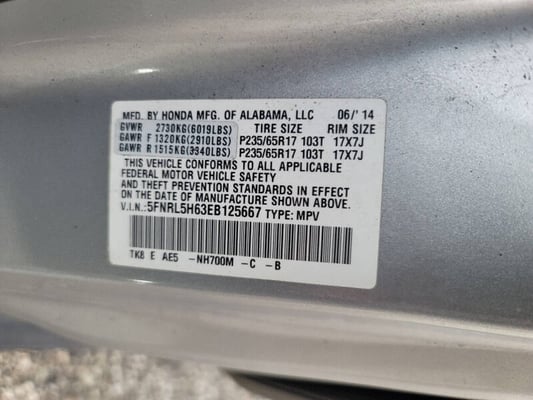 MFD. BY HONDA MFG. OF ALABAMA, LLC 06/'14
GVWR 2730KG(6019LBS) TIRE SIZE RIM SIZE
GAWR F 1320KG(2910LBS) P235/65R17 103T 17X7J
GAWR R 1515KG(3340LBS) P235/65R17 103T 17X7J
THIS VEHICLE CONFORMS TO ALL APPLICABLE
FEDERAL MOTOR VEHICLE SAFETY
AND THEFT PREVENTION STANDARDS IN EFFECT
ON THE DATE OF MANUFACTURE SHOWN ABOVE.
V.I.N.:5FNRL5H63EB125667 TYPE: MPV
TK8 E AE5 -NH700M -C -B